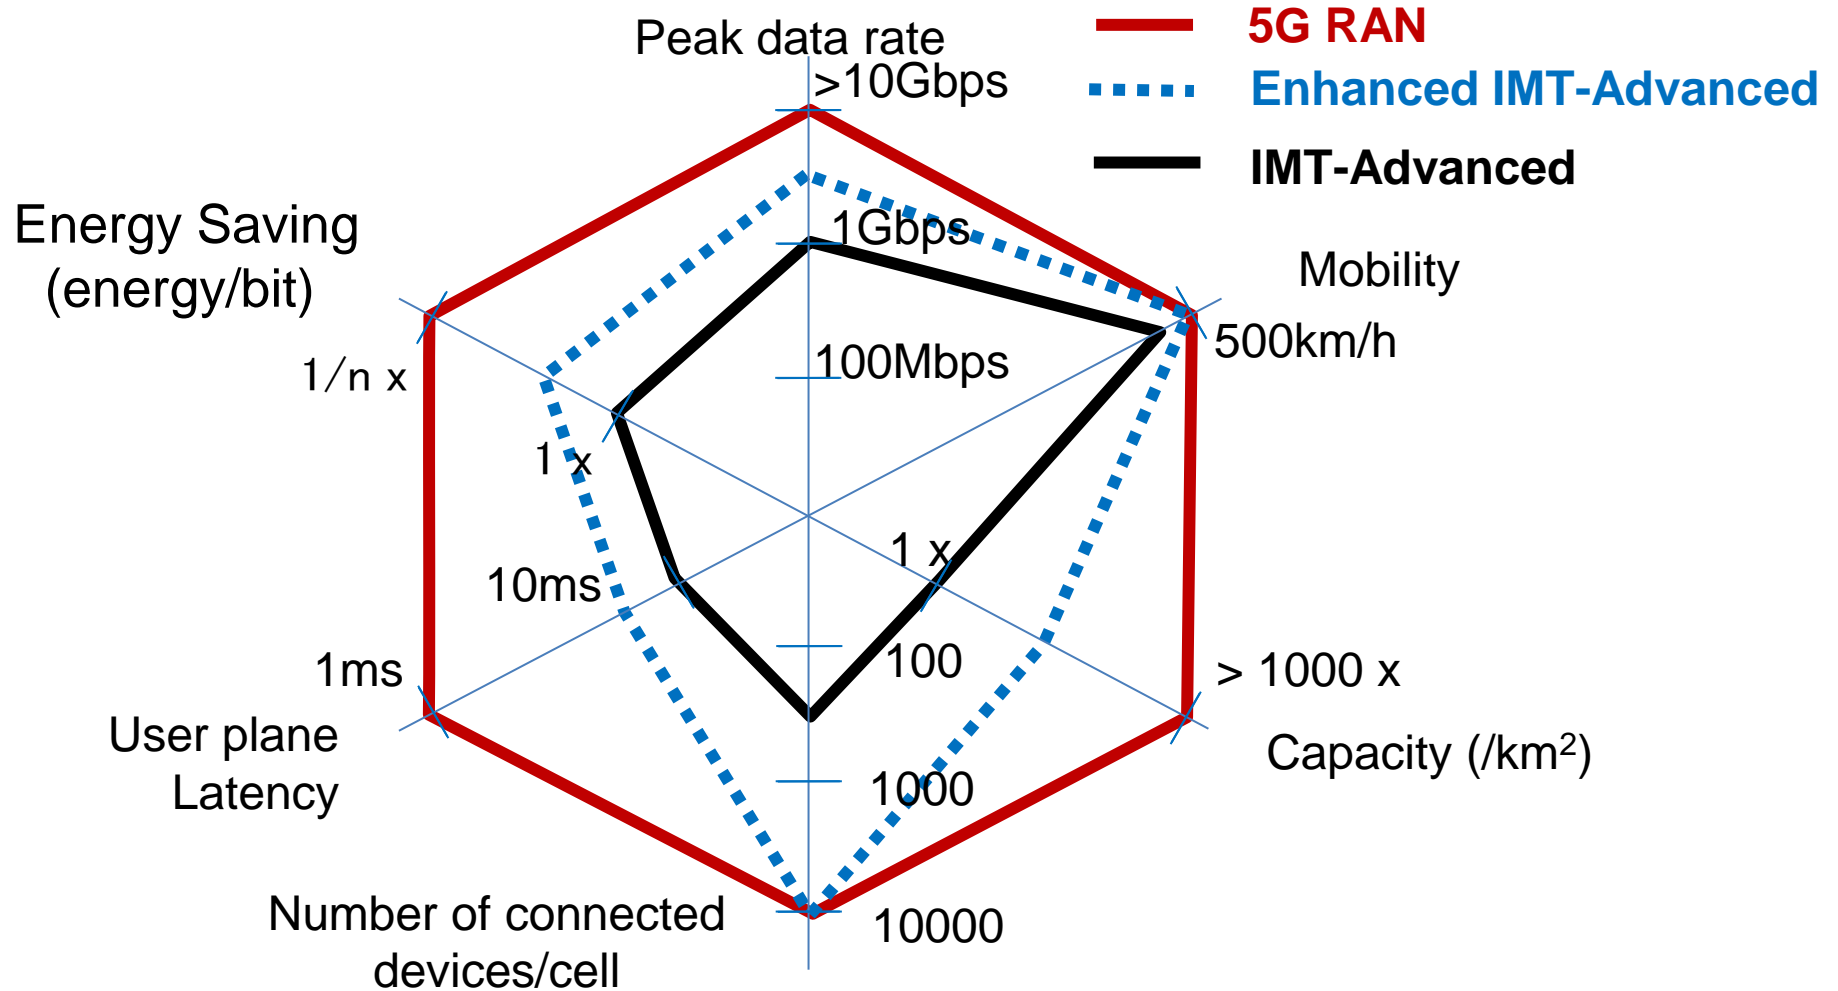 Peak data rate
>10Gbps
5G RAN
Enhanced IMT-Advanced
IMT-Advanced
Energy Saving
(energy/bit)
1Gbps
Mobility
500km/h
100Mbps
1/n x
1 x
1 x
10ms
100
1ms
> 1000 x
User plane
Latency
Capacity (/km²)
1000
Number of connected
devices/cell
10000